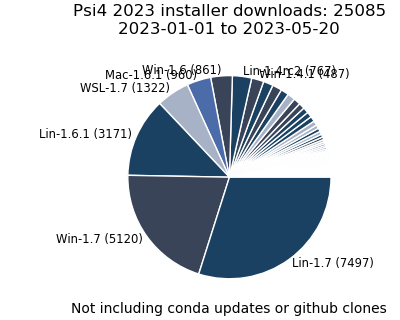 Psi4 2023 installer downloads: 25085
2023-01-01 to 2023-05-20
Win-1.6 (861)
Lin-1.4rc2 (767)
Win-1.4.1 (487)
Mac-1.6.1 (960)
WSL-1.7 (1322)
Lin-1.6.1 (3171)
Win-1.7 (5120)
Lin-1.7 (7497)
Not including conda updates or github clones